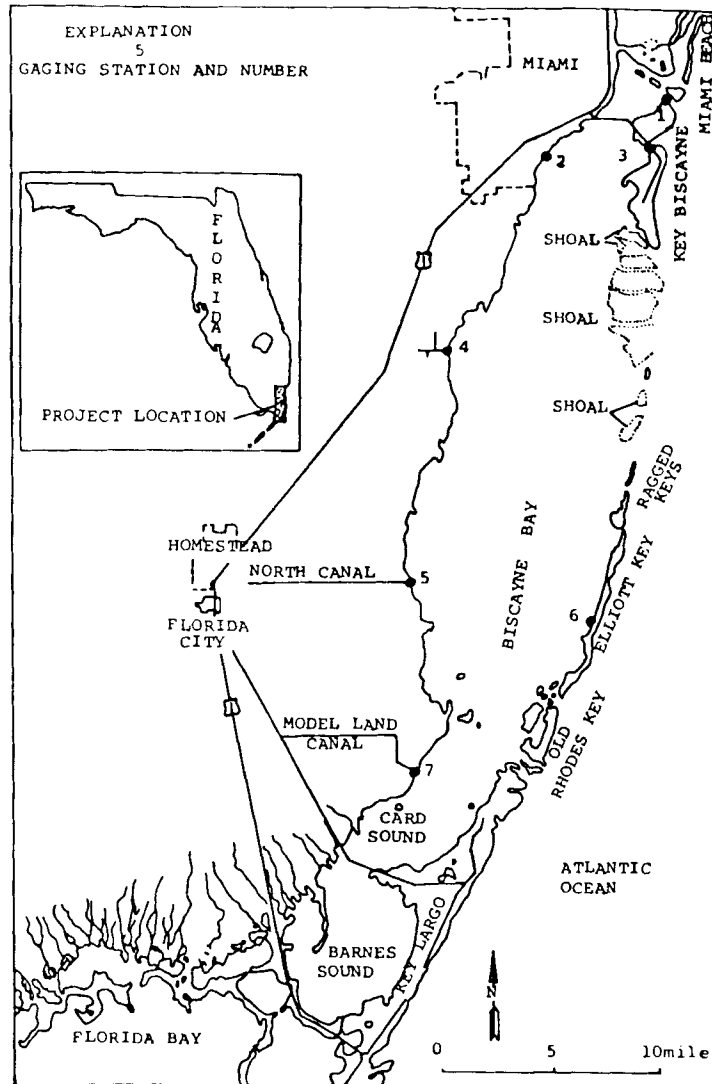 EXPLANATION
5
GAGING STATION AND NUMBER
MIAMI
MIAMI BEACH
1
2
3
KEY BISCAYNE
FLORIDA
PROJECT LOCATION
1
SHOAL
SHOAL
SHOAL
4
RAGGED
KEYS
HOMESTEAD
NORTH CANAL
5
BISCAYNE BAY
ELLIOTT KEY
6
FLORIDA
CITY
1
MODEL LAND
CANAL
7
OLD
RHODES KEY
CARD
SOUND
ATLANTIC
OCEAN
BARNES
SOUND
KEY LARGO
N
FLORIDA BAY
0 5 10mile